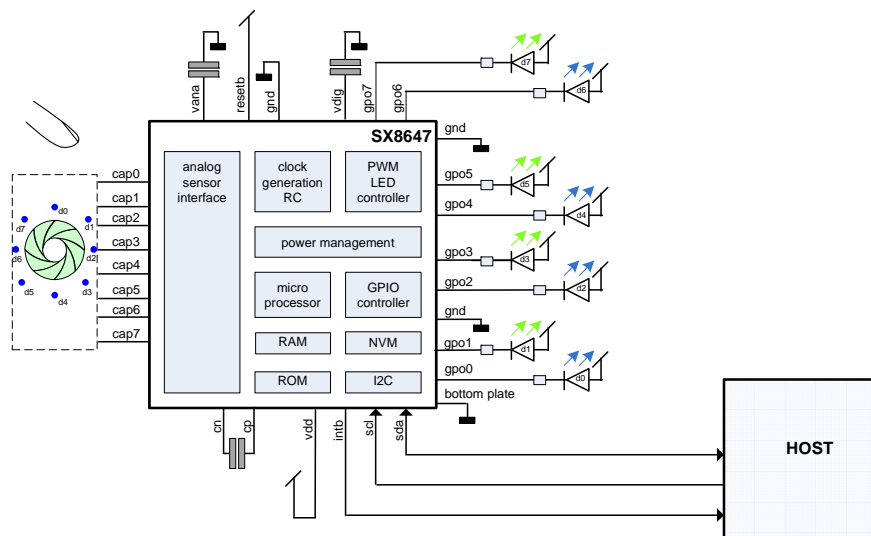 vana
resetb
gnd
vdig
gpo7
gpo6
d7
d6
SX8647
gnd
analog
sensor
interface
clock
generation
RC
PWM
LED
controller
cap0
cap1
cap2
cap3
cap4
cap5
cap6
cap7
d0
d1
d2
d3
d4
d5
d6
d7
gpo5
d5
gpo4
d4
power management
gpo3
d3
micro
processor
GPIO
controller
gpo2
d2
gnd
RAM
NVM
gpo1
d1
ROM
I2C
gpo0
d0
bottom plate
cn
cp
vdd
intb
scl
sda
HOST